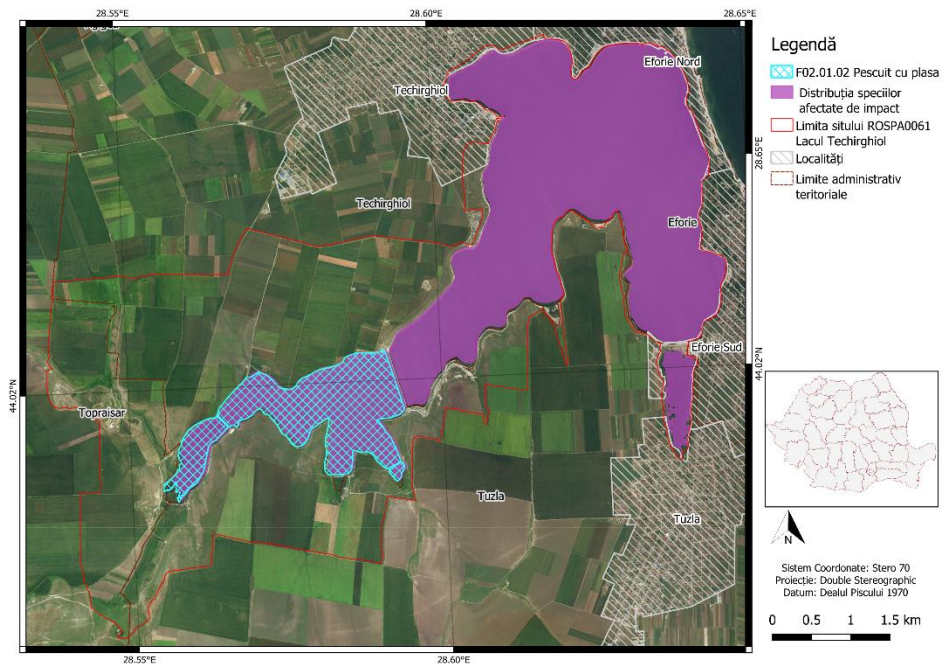 28.55°E
28.60°E
28.65°E
Techirghiol
Eforie Nord
28.65°E
Techirghiol
Eforie
44.02°N
Eforie Sud
44.02°N
Topraisar
Tuzla
Tuzla
28.55°E
28.60°E
Legendă
F02.01.02 Pescuit cu plasa
Distribuția speciilor
afectate de impact
Limita sitului ROSPA0061
Lacul Techirghiol
Localități
Limite administrativ
teritoriale
N
Sistem Coordonate: Stero 70
Proiecție: Double Stereographic
Datum: Dealul Piscului 1970
0 0.5 1 1.5 km